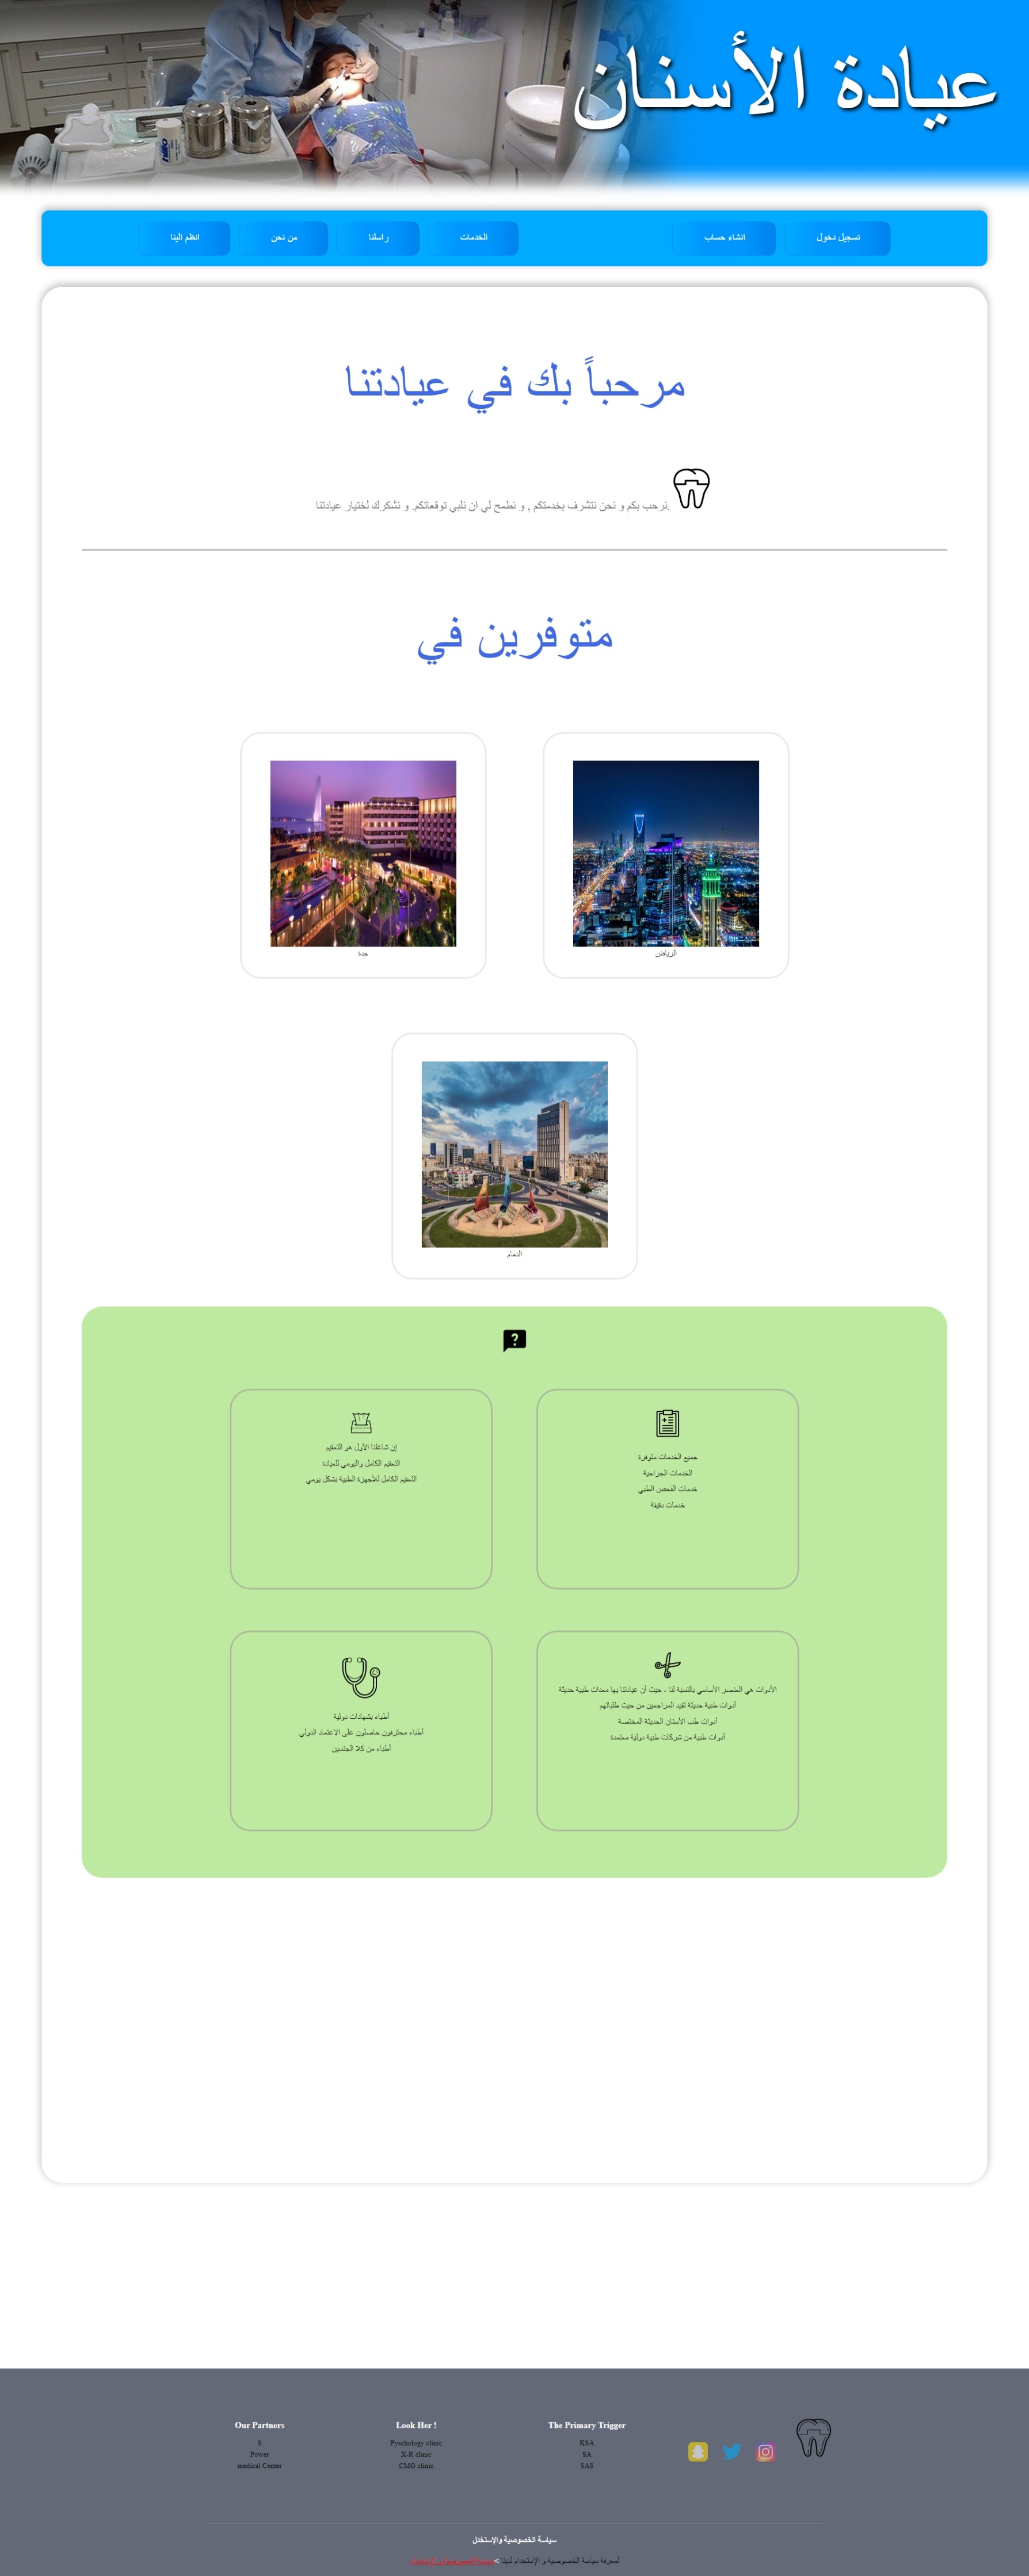 عيادة الأسنان
تسجيل دخول
انشاء حساب
الخدمات
راسلنا
من نحن
انظم الينا
مرحباً بك في عيادتنا
نرحب بكم و نحن نتشرف بخدمتكم , و نطمح لي ان نلبي توقعاتكم. و نشكرك لختيار عيادتنا.
متوفرين في
الرياض
جدة
الدمام
جميع الخدمات متوفرة
الخدمات الجراحية
خدمات الفحص الطبي
خدمات دقيقة
إن شاغلنا الأول هو التعقيم
التعقيم الكامل واليومي للعيادة
التعقيم الكامل للأجهزة الطبية بشكل يومي
الأدوات هي العنصر الأساسي بالنسبة لنا ، حيث أن عيادتنا بها معدات طبية حديثة
أدوات طبية حديثة تفيد المراجعين من حيث طلباتهم
أدوات طب الأسنان الحديثة المختصة
أدوات طبية من شركات طبية دولية معتمدة
أطباء بشهادات دولية
أطباء محترفون حاصلون على الاعتماد الدولي
أطباء من كلا الجنسين
Our Partners
S
Power
medical Center
Look Her !
Pyschology clinic
X-R clinic
CMG clinic
The Primary Trigger
KSA
SA
SAS
سياسة الخصوصية والإستخدل
لمعرفة سياسة الخصوصية و الإستخدام لدينا >